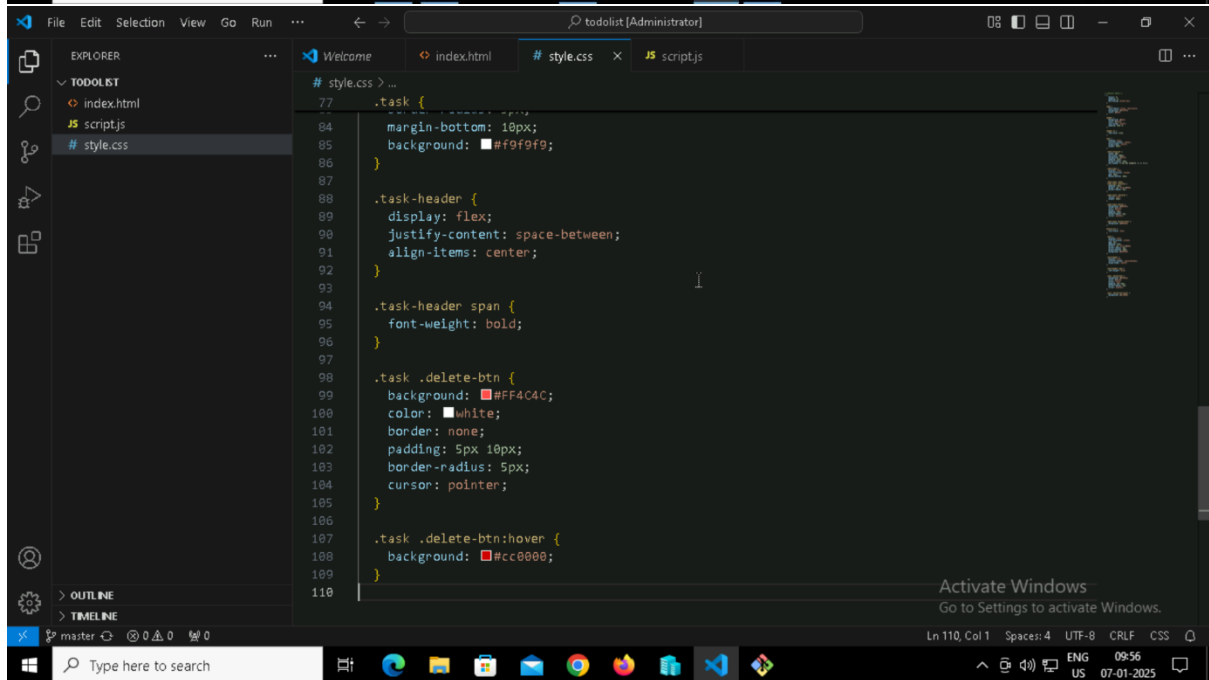 File Edit Selection View Go Run ···
todolist [Administrator]
EXPLORER ···
Welcome
<> index.html
# style.css ×
JS script.js
TODOLIST
<> index.html
JS script.js
# style.css
# style.css > ...
77 .task {
84 margin-bottom: 10px;
85 background: #f9f9f9;
86 }
87
88 .task-header {
89 display: flex;
90 justify-content: space-between;
91 align-items: center;
92 }
93
94 .task-header span {
95 font-weight: bold;
96 }
97
98 .task .delete-btn {
99 background: #FF4C4C;
100 color: white;
101 border: none;
102 padding: 5px 10px;
103 border-radius: 5px;
104 cursor: pointer;
105 }
106
107 .task .delete-btn:hover {
108 background: #cc0000;
109 }
110
OUTLINE
TIMELINE
Activate Windows
Go to Settings to activate Windows.
master 0 0 0
Ln 110, Col 1 Spaces: 4 UTF-8 CRLF CSS
Type here to search
ENG
US
09:56
07-01-2025